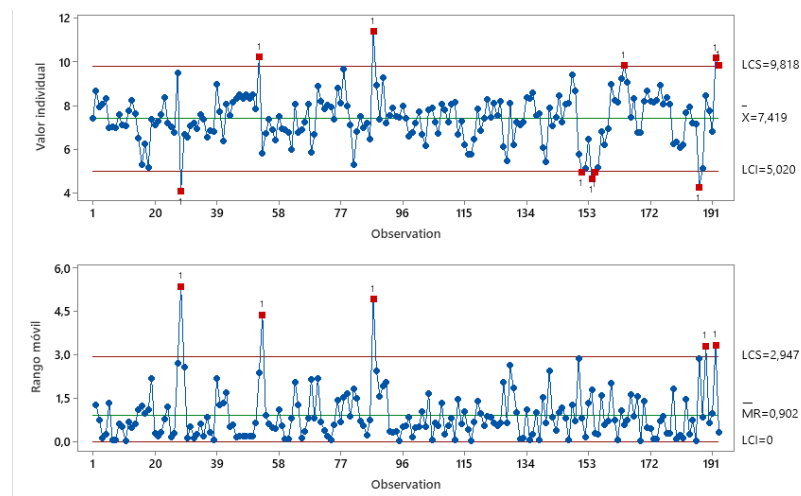 12
10
8
6
4
Valor individual
1
1
1
1
1
1
1
1
1
LCS=9,818
_
X=7,419
LCI=5,020
1 20 39 58 77 96 115 134 153 172 191
Observation
6,0
4,5
3,0
1,5
0,0
Rango móvil
1
1
1
1
1
LCS=2,947
__
MR=0,902
LCI=0
1 20 39 58 77 96 115 134 153 172 191
Observation